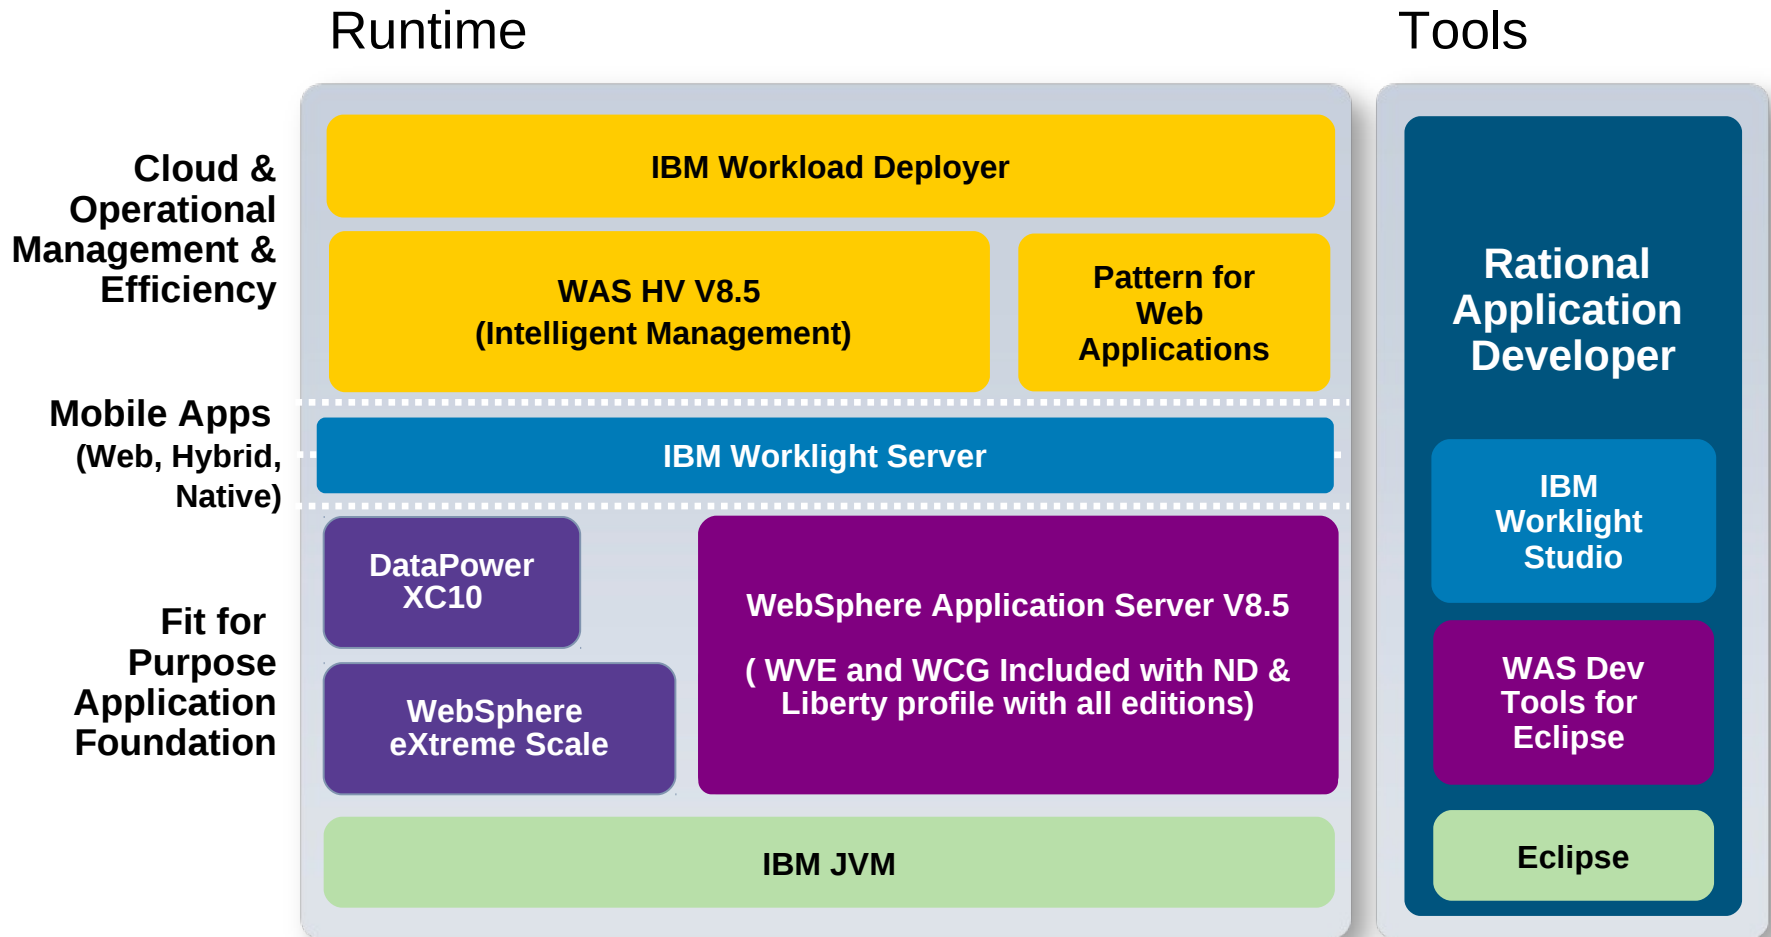 Runtime
Tools
Cloud &
Operational
Management &
Efficiency
IBM Workload Deployer
WAS HV V8.5
(Intelligent Management)
Pattern for
Web
Applications
Mobile Apps
(Web, Hybrid,
Native)
IBM Worklight Server
Fit for
Purpose
Application
Foundation
DataPower
XC10
WebSphere
eXtreme Scale
WebSphere Application Server V8.5
( WVE and WCG Included with ND &
Liberty profile with all editions)
IBM JVM
Rational
Application
Developer
IBM
Worklight
Studio
WAS Dev
Tools for
Eclipse
Eclipse